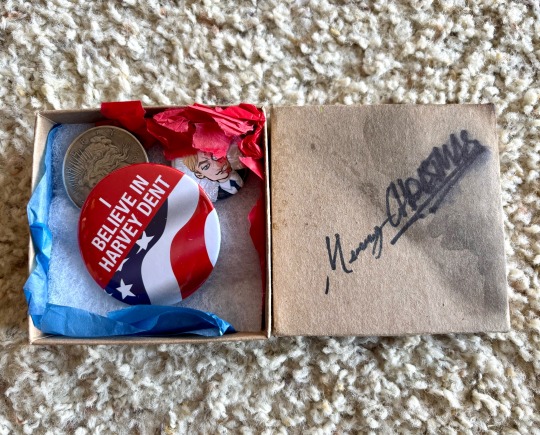 I
BELIEVE IN
HARVEY DENT
Merry CHRISTMAS